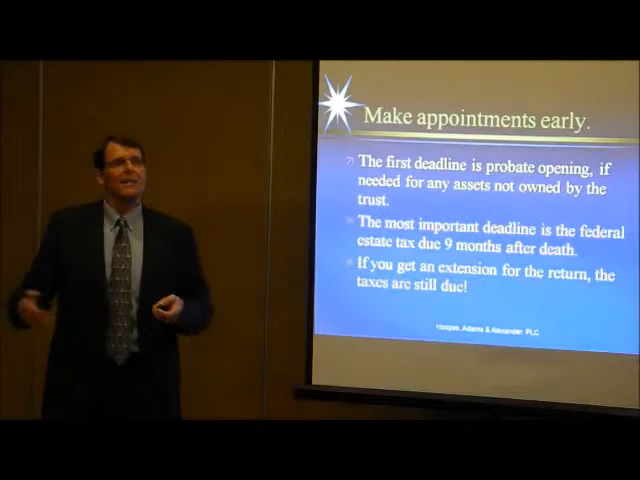 Make appointments early.
The first deadline is probate opening, if
needed for any assets not owned by the
trust.
The most important deadline is the federal
estate tax due 9 months after death.
If you get an extension for the return, the
taxes are still due!
Hoopes, Adams & Alexander, PLC